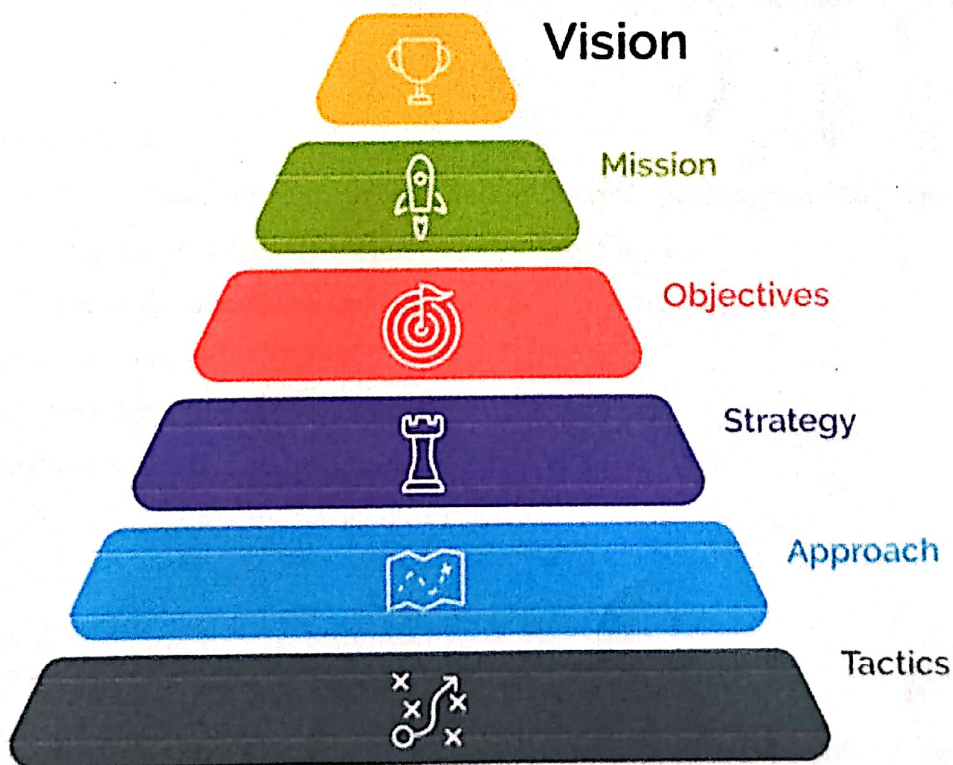 Vision
Mission
Objectives
Strategy
Approach
Tactics